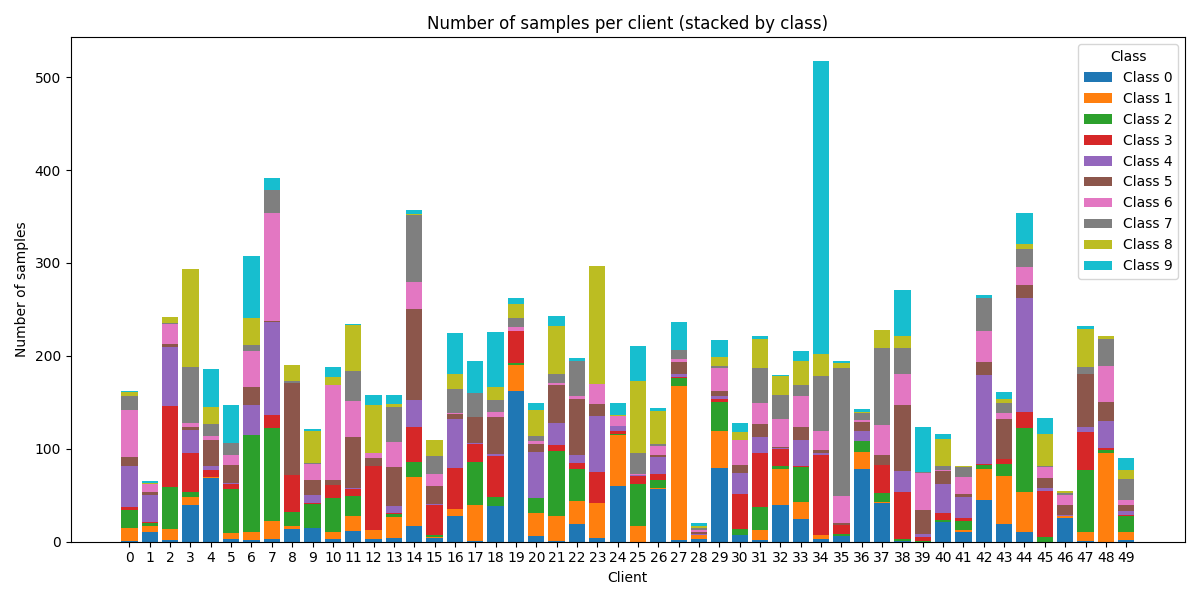 Number of samples per client (stacked by class)
Number of samples
500
400
300
200
100
0
Class
Class 0
Class 1
Class 2
Class 3
Class 4
Class 5
Class 6
Class 7
Class 8
Class 9
0 1 2 3 4 5 6 7 8 9 10 11 12 13 14 15 16 17 18 19 20 21 22 23 24 25 26 27 28 29 30 31 32 33 34 35 36 37 38 39 40 41 42 43 44 45 46 47 48 49
Client